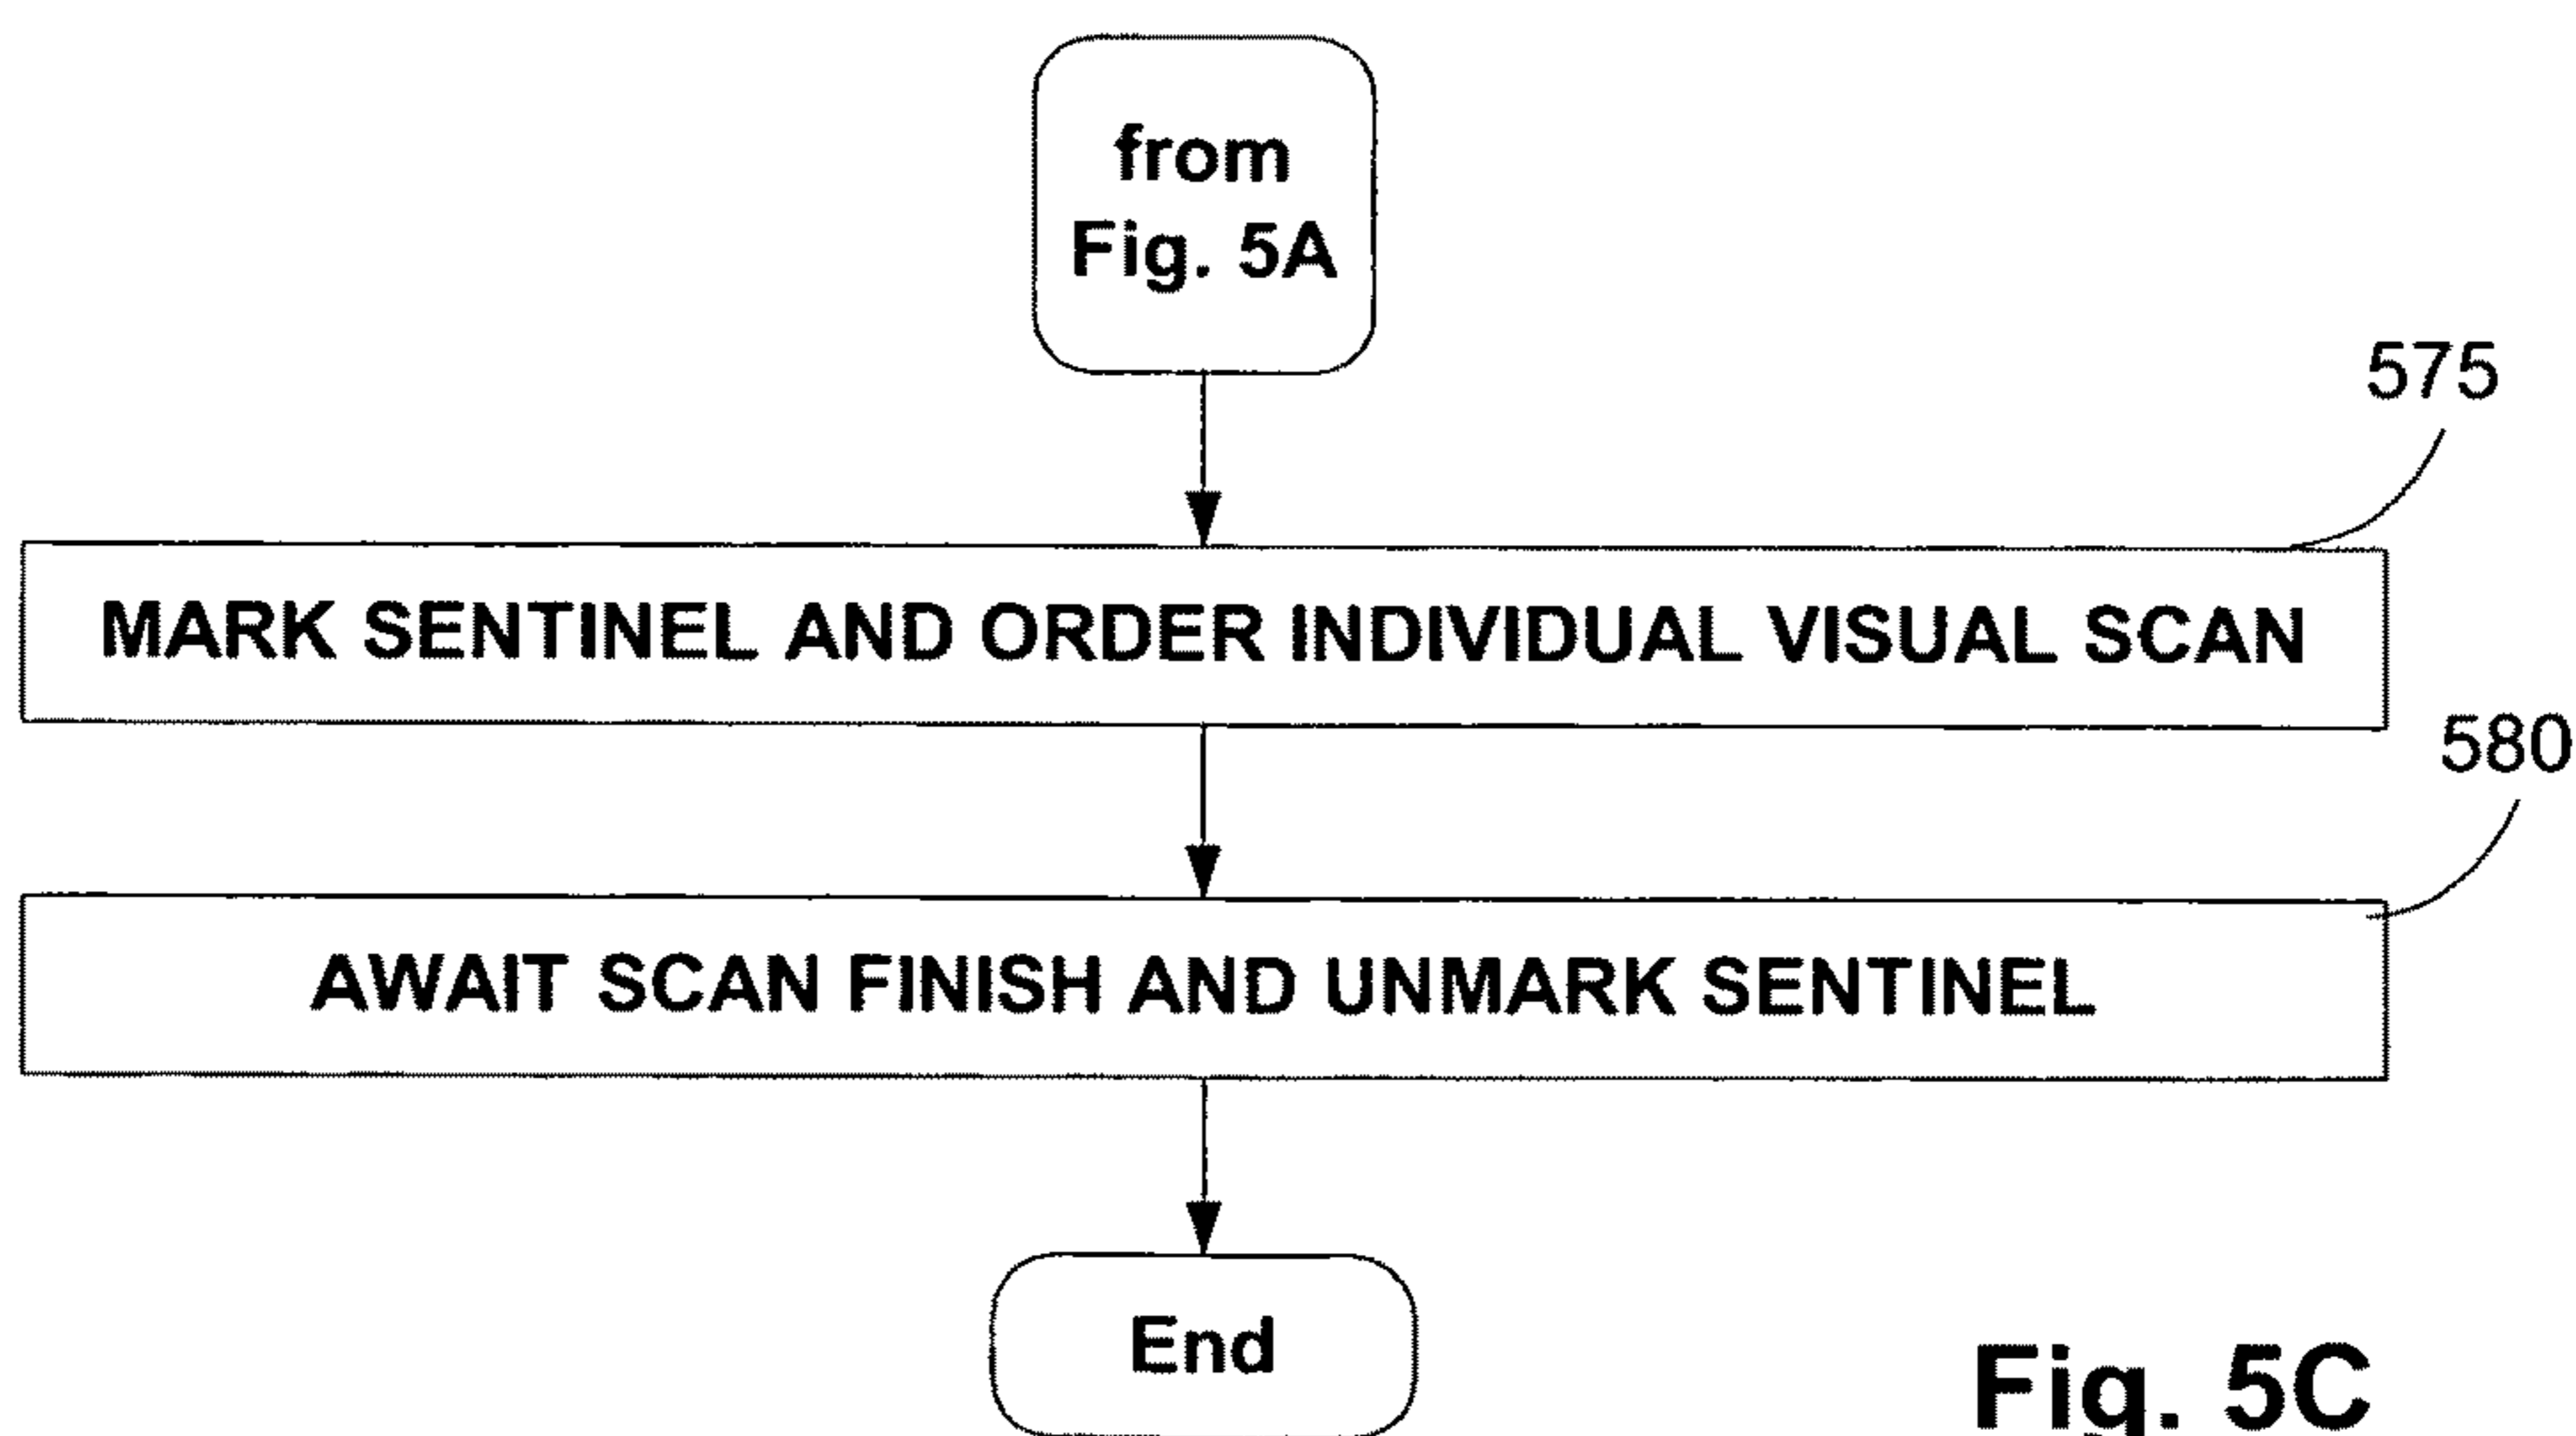 from
Fig. 5A
575
MARK SENTINEL AND ORDER INDIVIDUAL VISUAL SCAN
580
AWAIT SCAN FINISH AND UNMARK SENTINEL
End
Fig. 5C